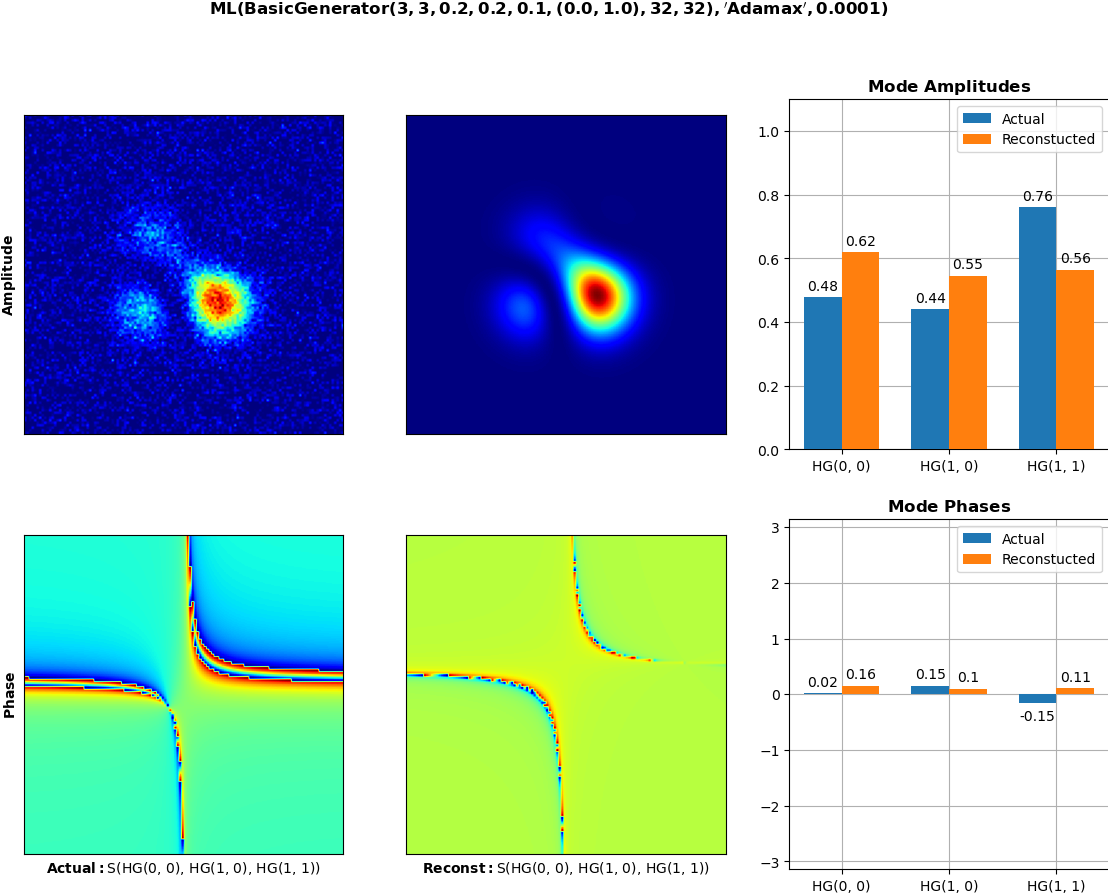 ML(BasicGenerator(3, 3, 0.2, 0.2, 0.1, (0.0, 1.0), 32, 32), 'Adamax', 0.0001)
Amplitude
Mode Amplitudes
Actual
Reconstucted
1.0
0.8
0.6
0.4
0.2
0.0
0.48
0.62
0.44
0.55
0.76
0.56
HG(0, 0)
HG(1, 0)
HG(1, 1)
Phase
Actual: S(HG(0, 0), HG(1, 0), HG(1, 1))
Reconst: S(HG(0, 0), HG(1, 0), HG(1, 1))
Mode Phases
Actual
Reconstucted
3
2
1
0
−1
−2
−3
0.02
0.16
0.15
0.1
-0.15
0.11
HG(0, 0)
HG(1, 0)
HG(1, 1)